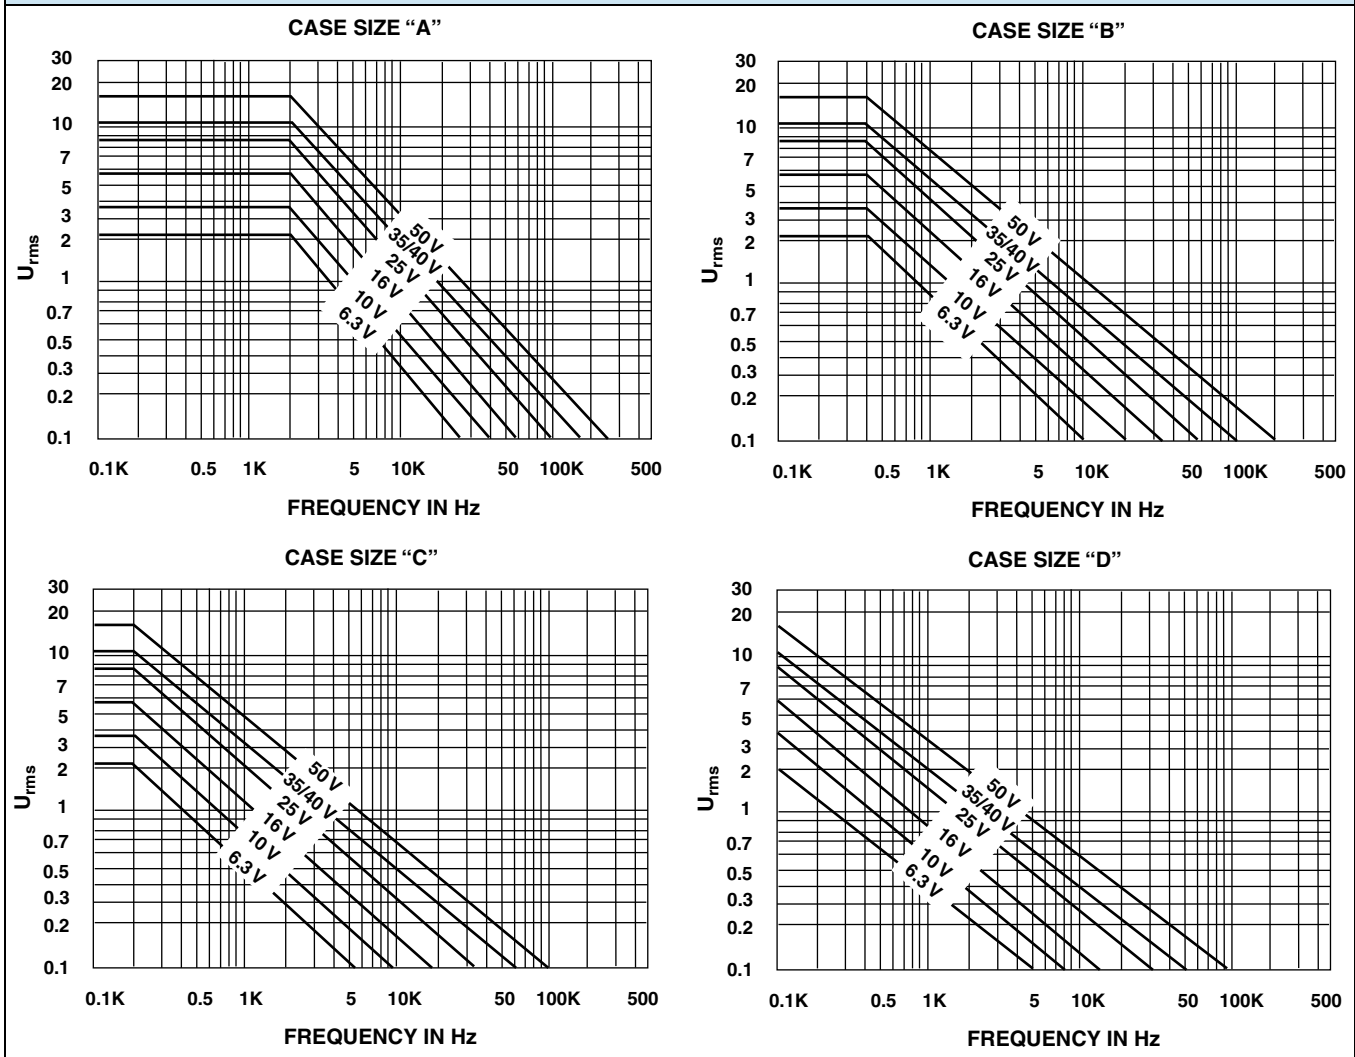 CASE SIZE “A”
30
20
10
7
5
3
2
1
0.7
0.5
0.3
0.2
0.1
Urms
50 V
35/40 V
25 V
16 V
10 V
6.3 V
0.1K 0.5 1K 5 10K 50 100K 500
FREQUENCY IN Hz
CASE SIZE “B”
30
20
10
7
5
3
2
1
0.7
0.5
0.3
0.2
0.1
Urms
50 V
35/40 V
25 V
16 V
10 V
6.3 V
0.1K 0.5 1K 5 10K 50 100K 500
FREQUENCY IN Hz
CASE SIZE “C”
30
20
10
7
5
3
2
1
0.7
0.5
0.3
0.2
0.1
Urms
50 V
35/40 V
25 V
16 V
10 V
6.3 V
0.1K 0.5 1K 5 10K 50 100K 500
FREQUENCY IN Hz
CASE SIZE “D”
30
20
10
7
5
3
2
1
0.7
0.5
0.3
0.2
0.1
Urms
50 V
35/40 V
25 V
16 V
10 V
6.3 V
0.1K 0.5 1K 5 10K 50 100K 500
FREQUENCY IN Hz